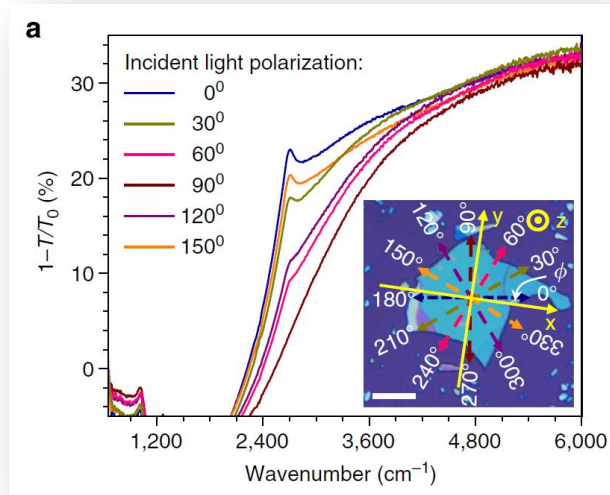 a
Incident light polarization:
0⁰
30⁰
60⁰
90⁰
120⁰
150⁰
1−T/T₀ (%)
30
20
10
0
1,200 2,400 3,600 4,800 6,000
Wavenumber (cm⁻¹)
90° y z
120° 60°
150° 30° ϕ
180° 0°
x
210° 330°
240° 300°
270°